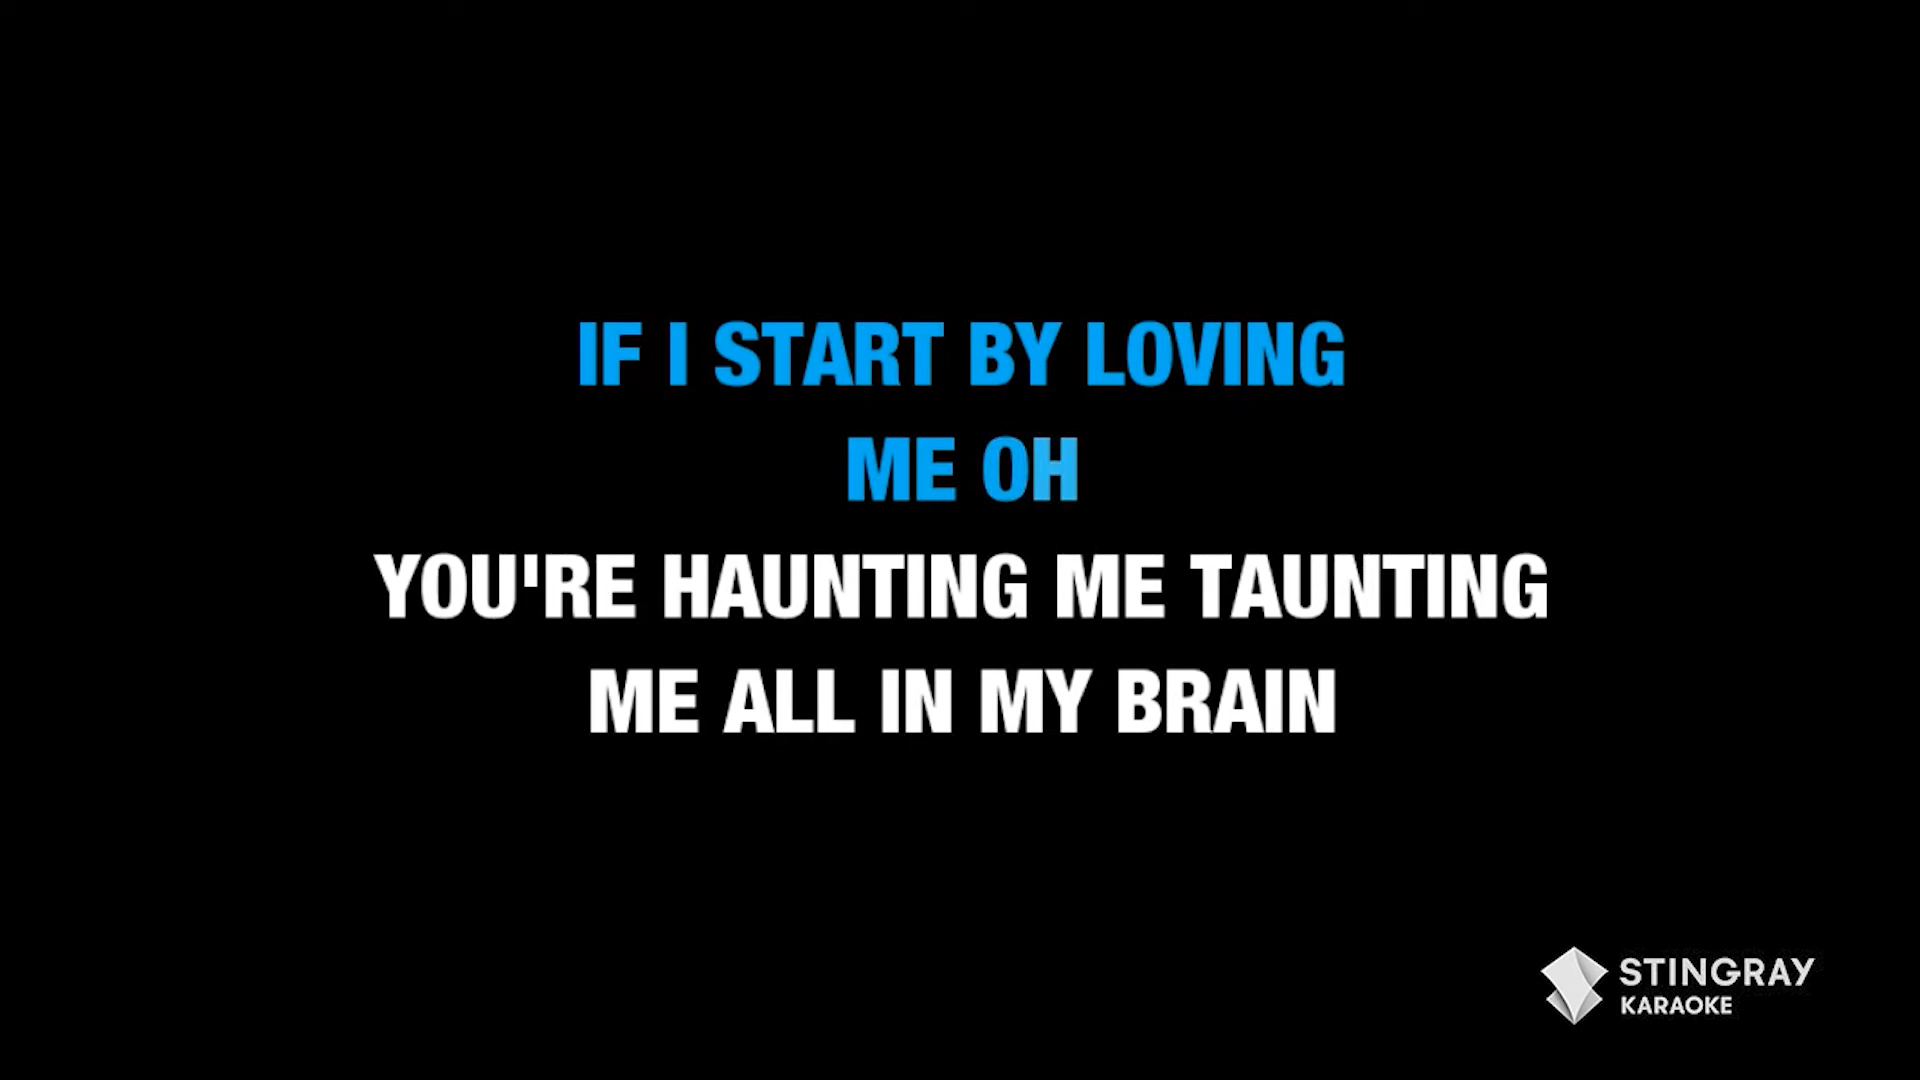 IF I START BY LOVING
ME OH
YOU'RE HAUNTING ME TAUNTING
ME ALL IN MY BRAIN
STINGRAY
KARAOKE